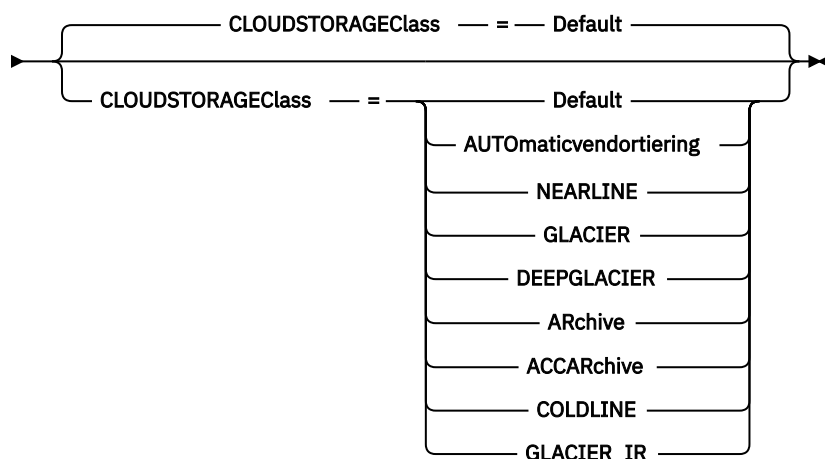 CLOUDSTORAGEClass = Default
CLOUDSTORAGEClass = Default
AUTOmaticvendortiering
NEARLINE
GLACIER
DEEPGLACIER
ARchive
ACCARchive
COLDLINE
GLACIER_IR